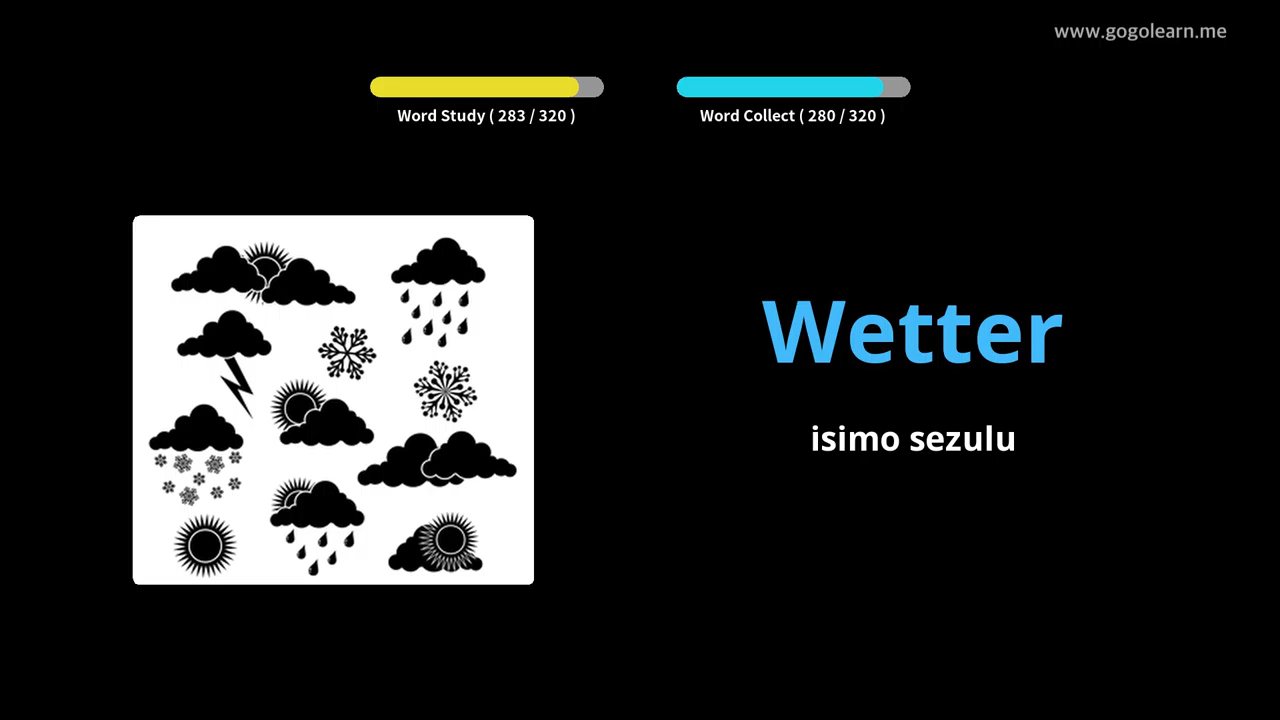 www.gogolearn.me
Word Study ( 283 / 320 )
Word Collect ( 280 / 320 )
Wetter
isimo sezulu